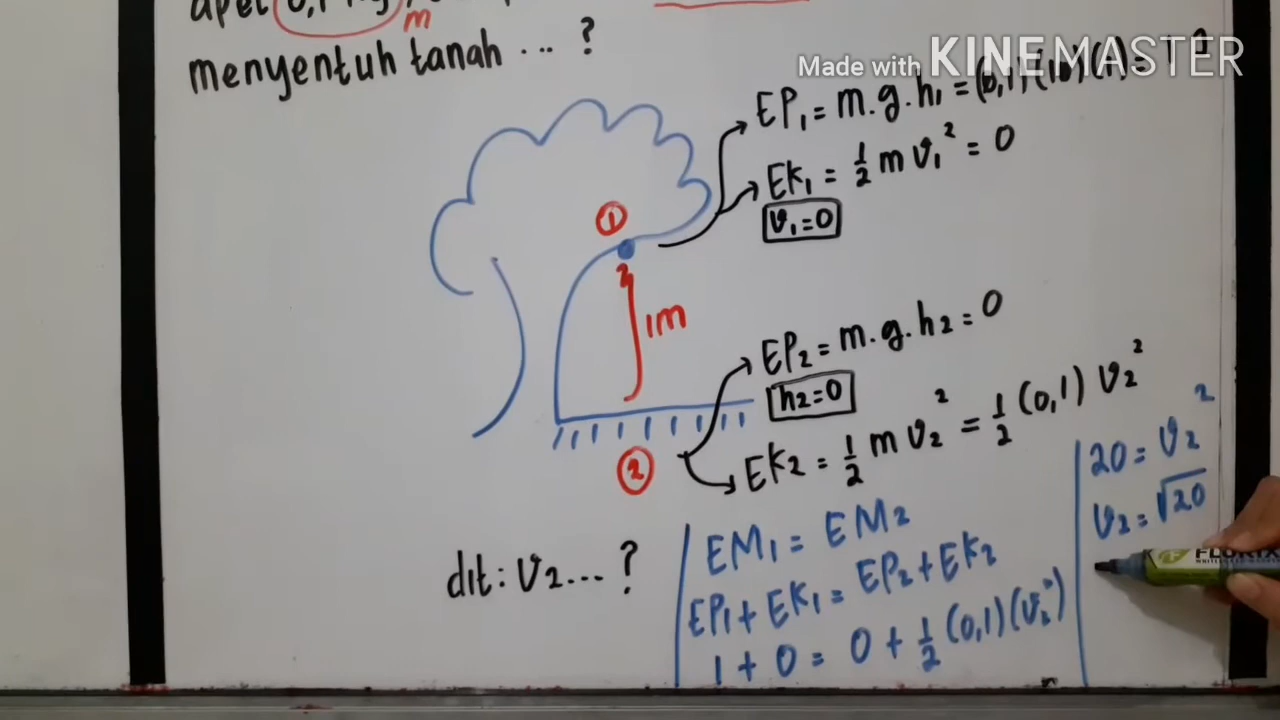 menyentuh tanah ... ?
Made with KINEMASTER
EP₁ = m.g.h₁ = (0,1)(10)(1) = 1
EK₁ = ½ m v₁² = 0
v₁=0
①
1m
EP₂ = m.g.h₂ = 0
h₂=0
EK₂ = ½ m v₂² = ½ (0,1) v₂²
②
dit: v₂ ... ?
EM₁ = EM₂
EP₁ + EK₁ = EP₂ + EK₂
1 + 0 = 0 + ½ (0,1)(v₂²)
20 = v₂²
v₂ = √20